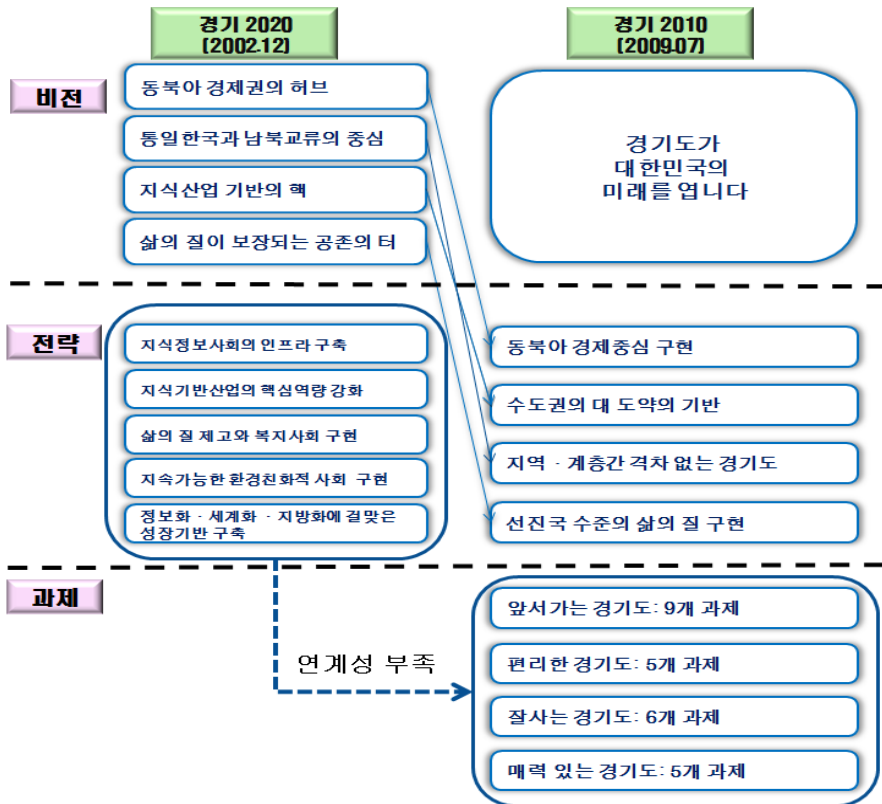 경기 2020
(2002-12)
경기 2010
(2009-07)
비전
동북아 경제권의 허브
통일한국과 남북교류의 중심
지식산업 기반의 핵
삶의 질이 보장되는 공존의 터
경기도가
대한민국의
미래를 엽니다
전략
지식정보사회의 인프라 구축
지식기반산업의 핵심역량 강화
삶의 질 제고와 복지사회 구현
지속가능한 환경친화적 사회 구현
정보화 · 세계화 · 지방화에 걸맞은
성장기반 구축
동북아 경제중심 구현
수도권의 대 도약의 기반
지역 · 계층간 격차 없는 경기도
선진국 수준의 삶의 질 구현
과제
연계성 부족
앞서가는 경기도: 9개 과제
편리한 경기도: 5개 과제
잘사는 경기도: 6개 과제
매력 있는 경기도: 5개 과제